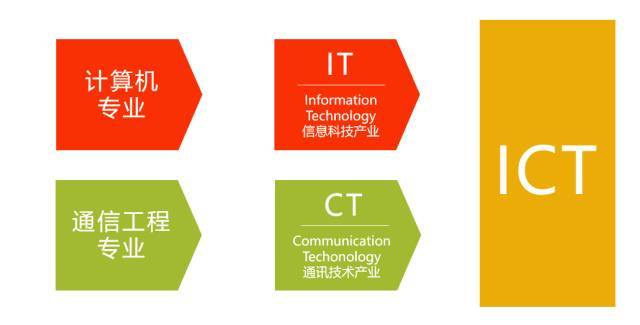 计算机
专业
IT
Information
Technology
信息科技产业
通信工程
专业
CT
Communication
Techonology
通讯技术产业
ICT